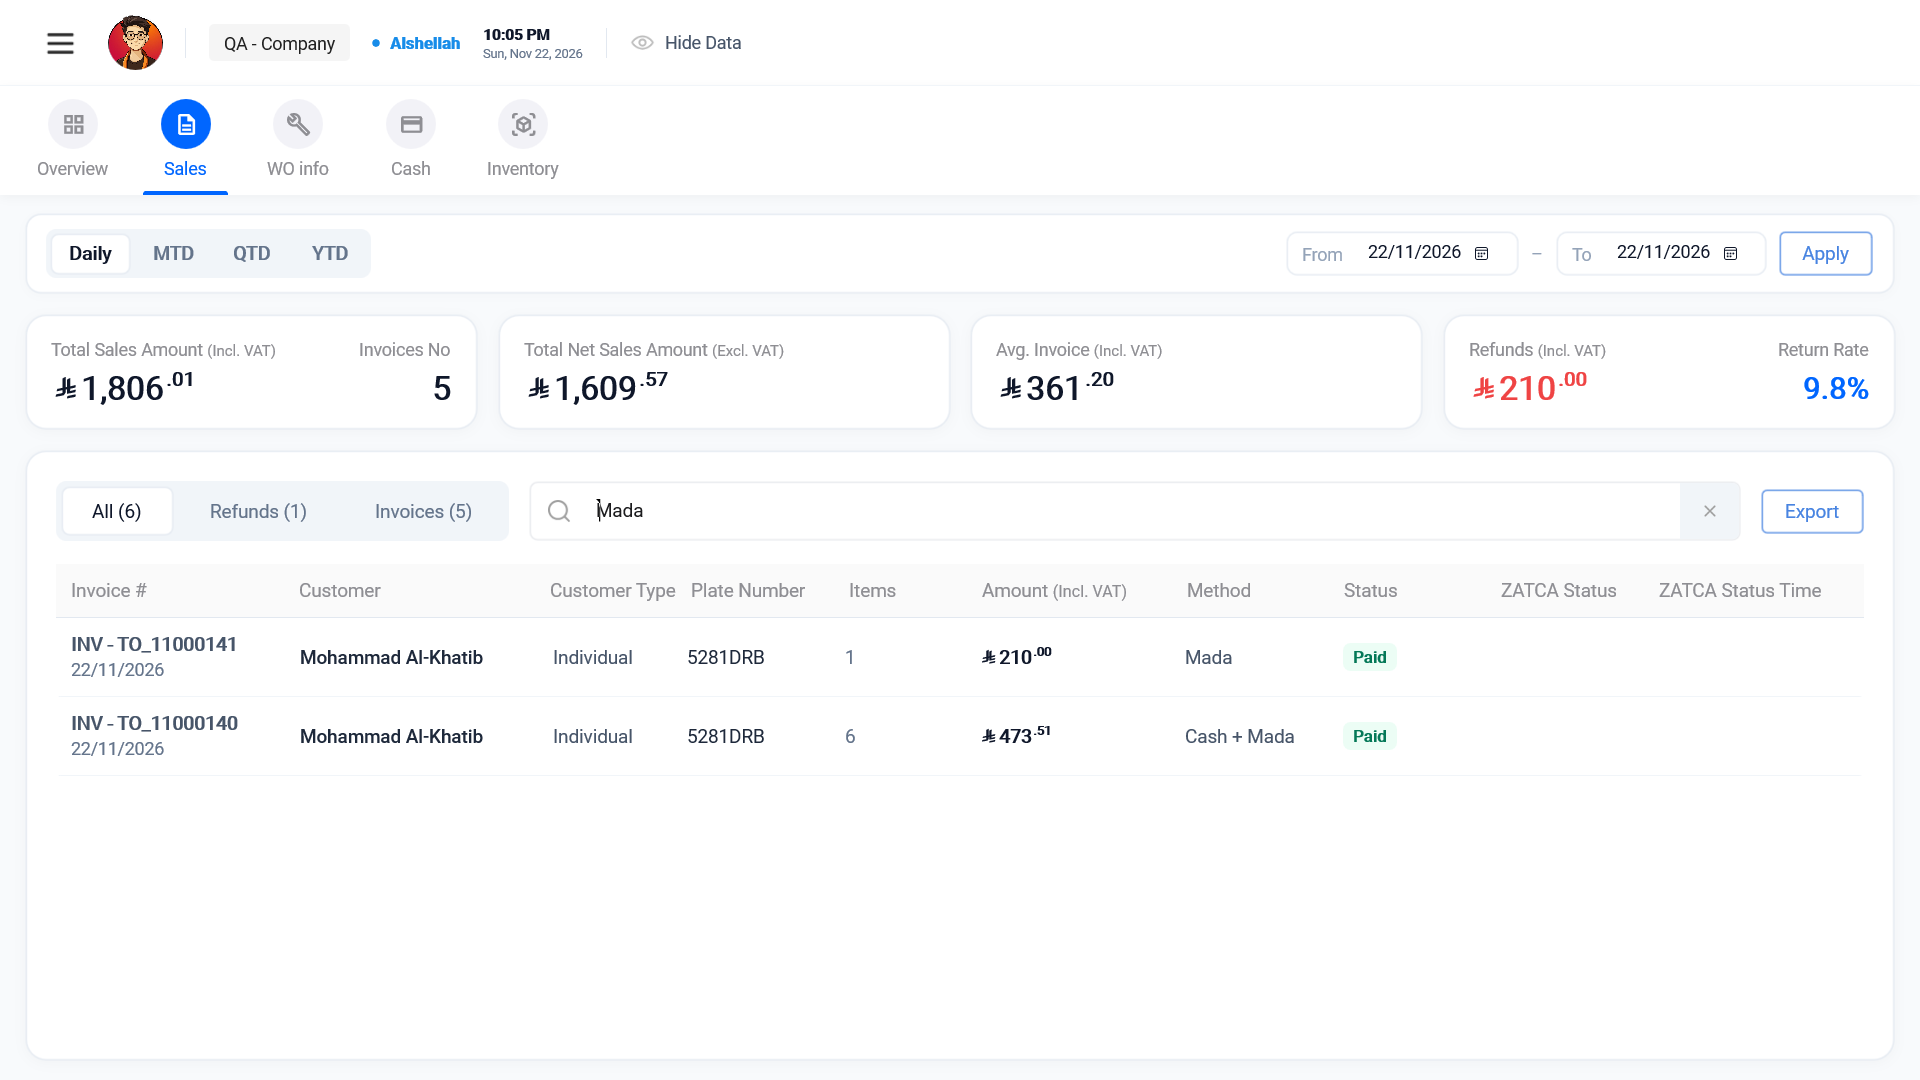 QA - Company
Alshellah
10:05 PM
Sun, Nov 22, 2026
Hide Data
Overview
Sales
WO info
Cash
Inventory
Daily
MTD
QTD
YTD
From 22/11/2026
–
To 22/11/2026
Apply
Total Sales Amount (Incl. VAT)
1,806.01
Invoices No
5
Total Net Sales Amount (Excl. VAT)
1,609.57
Avg. Invoice (Incl. VAT)
361.20
Refunds (Incl. VAT)
210.00
Return Rate
9.8%
All (6)
Refunds (1)
Invoices (5)
Mada
Export
Invoice # Customer Customer Type Plate Number Items Amount (Incl. VAT) Method Status ZATCA Status ZATCA Status Time
INV - TO_11000141
22/11/2026
Mohammad Al-Khatib Individual 5281DRB 1 210.00 Mada Paid
INV - TO_11000140
22/11/2026
Mohammad Al-Khatib Individual 5281DRB 6 473.51 Cash + Mada Paid